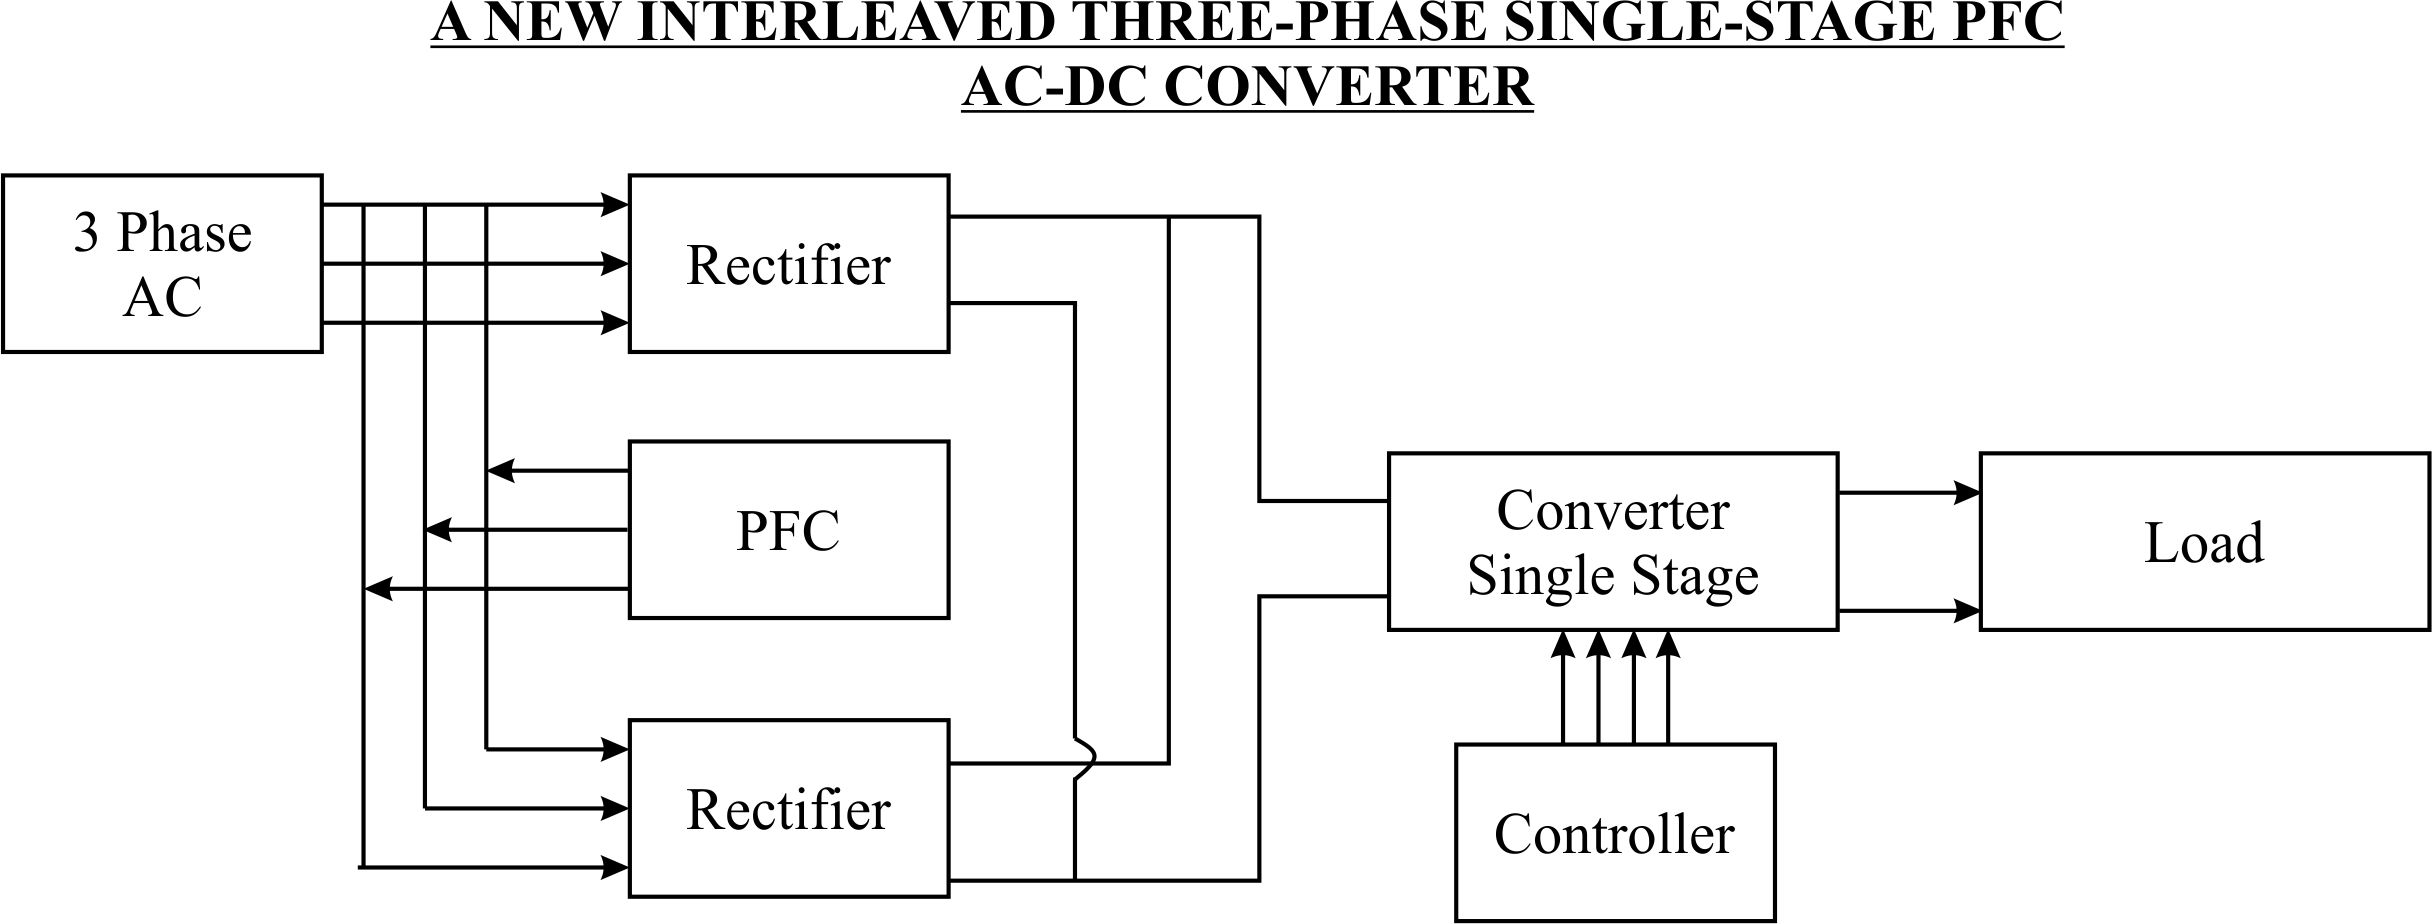 A NEW INTERLEAVED THREE-PHASE SINGLE-STAGE PFC
AC-DC CONVERTER
3 Phase
AC
Rectifier
PFC
Converter
Single Stage
Load
Rectifier
Controller